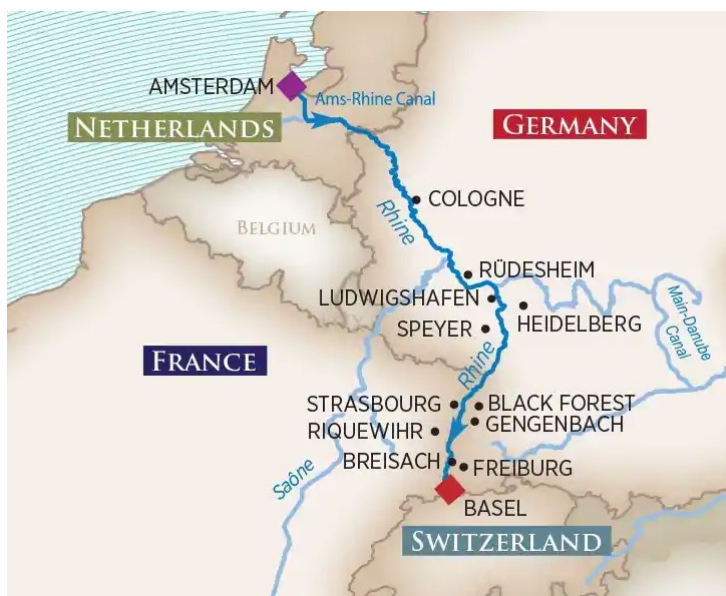 AMSTERDAM
Ams-Rhine Canal
NETHERLANDS
GERMANY
COLOGNE
Rhine
BELGIUM
RÜDESHEIM
LUDWIGSHAFEN
HEIDELBERG
SPEYER
Main-Danube
Canal
FRANCE
Rhine
STRASBOURG
BLACK FOREST
GENGENBACH
RIQUEWIHR
BREISACH
FREIBURG
Saône
BASEL
SWITZERLAND